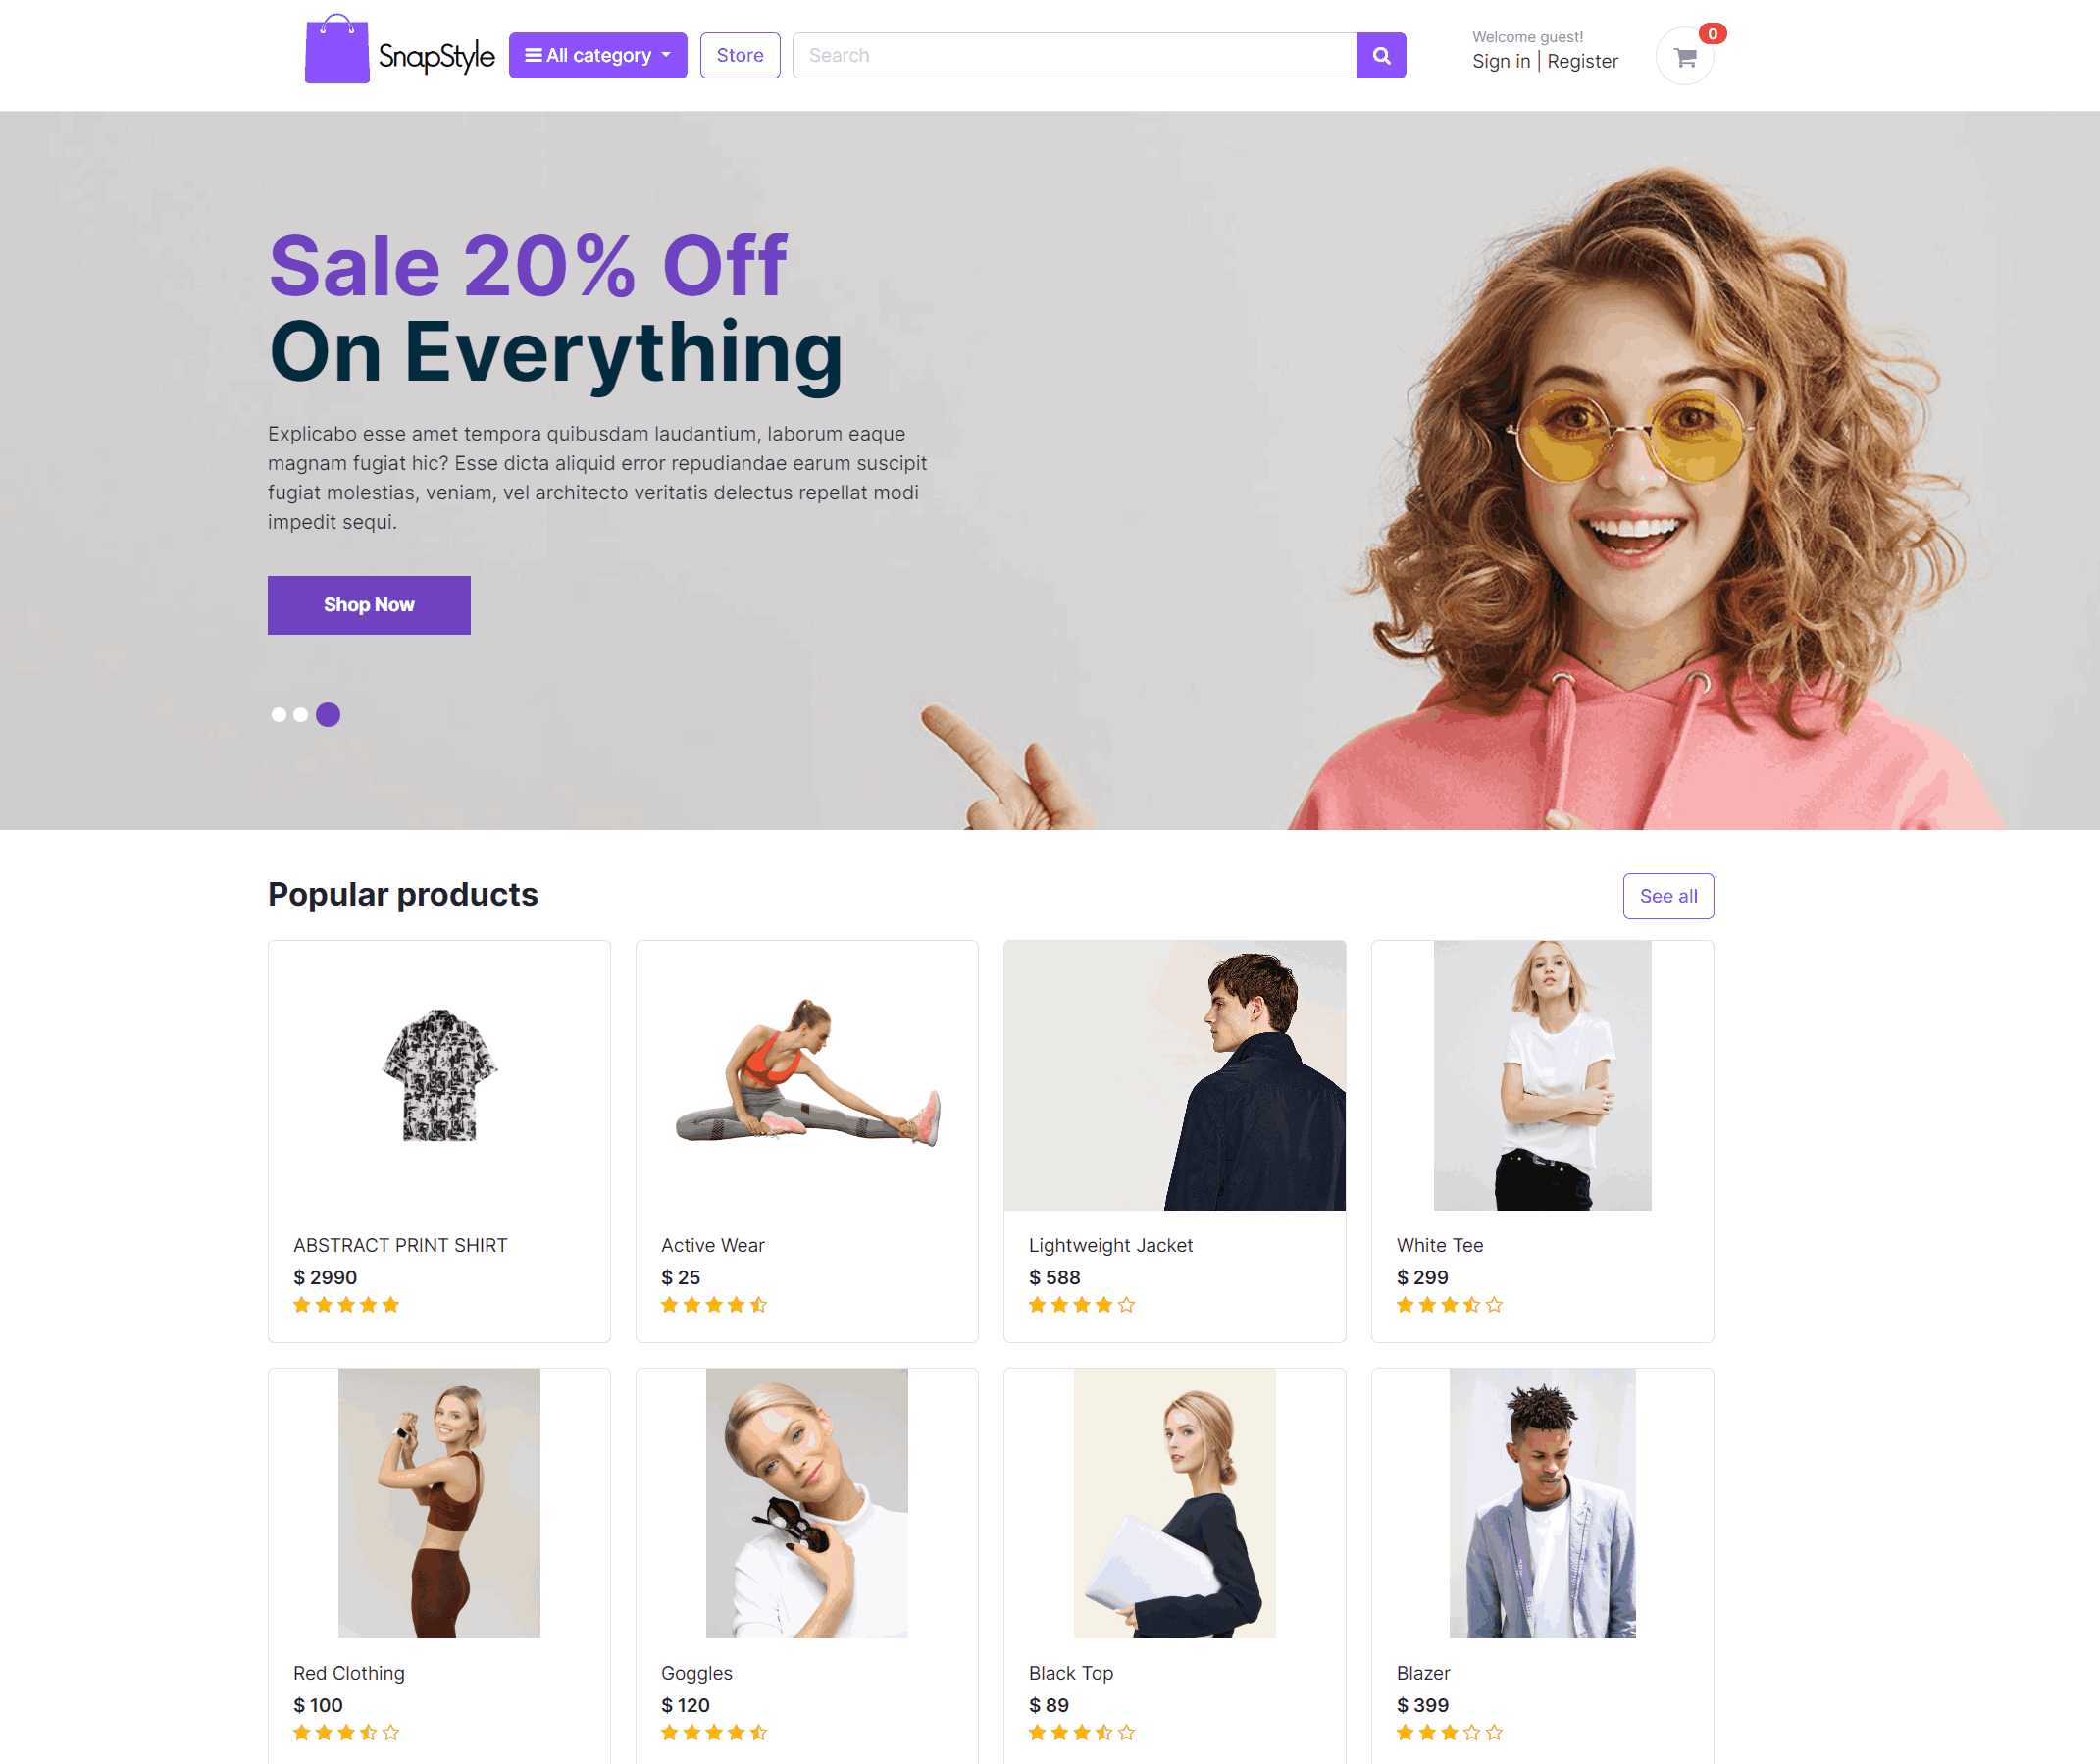 SnapStyle
All category
Store
Search
Welcome guest!
Sign in | Register
0
Sale 20% Off
On Everything
Explicabo esse amet tempora quibusdam laudantium, laborum eaque
magnam fugiat hic? Esse dicta aliquid error repudiandae earum suscipit
fugiat molestias, veniam, vel architecto veritatis delectus repellat modi
impedit sequi.
Shop Now
Popular products
See all
ABSTRACT PRINT SHIRT
$ 2990
Active Wear
$ 25
Lightweight Jacket
$ 588
White Tee
$ 299
Red Clothing
$ 100
Goggles
$ 120
Black Top
$ 89
Blazer
$ 399